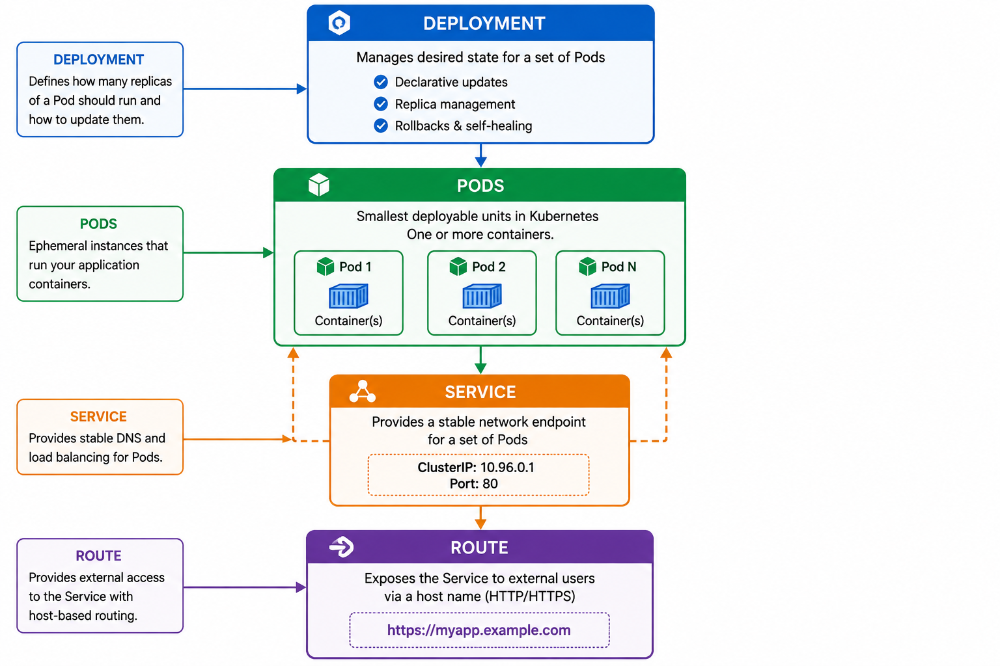 DEPLOYMENT
Manages desired state for a set of Pods
Declarative updates
Replica management
Rollbacks & self-healing
DEPLOYMENT
Defines how many replicas
of a Pod should run and
how to update them.
PODS
Smallest deployable units in Kubernetes
One or more containers.
Pod 1
Container(s)
Pod 2
Container(s)
Pod N
Container(s)
PODS
Ephemeral instances that
run your application
containers.
SERVICE
Provides a stable network endpoint
for a set of Pods
ClusterIP: 10.96.0.1
Port: 80
SERVICE
Provides stable DNS and
load balancing for Pods.
ROUTE
Exposes the Service to external users
via a host name (HTTP/HTTPS)
https://myapp.example.com
ROUTE
Provides external access
to the Service with
host-based routing.